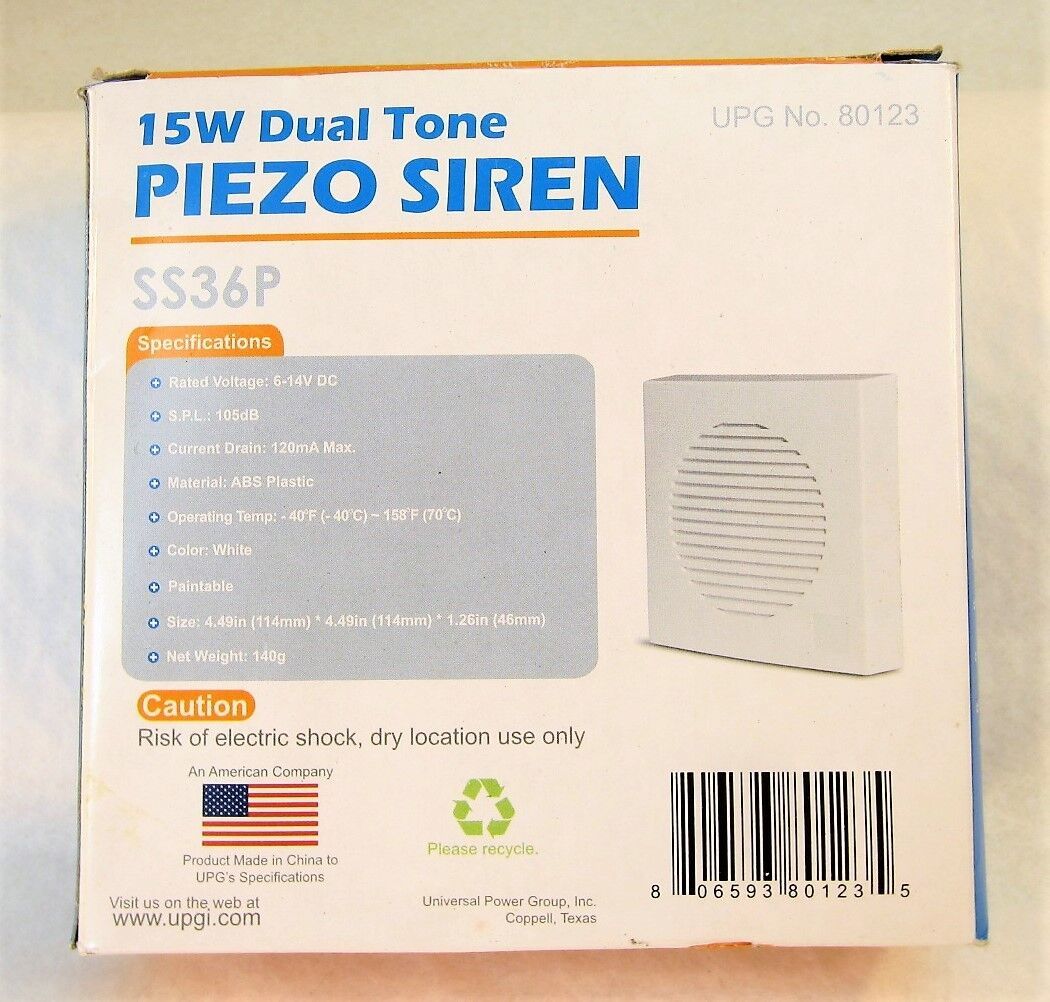 15W Dual Tone
PIEZO SIREN
UPG No. 80123
SS36P
Specifications
Rated Voltage: 6-14V DC
S.P.L.: 105dB
Current Drain: 120mA Max.
Material: ABS Plastic
Operating Temp: - 40°F (- 40°C) ~ 158°F (70°C)
Color: White
Paintable
Size: 4.49in (114mm) * 4.49in (114mm) * 1.26in (46mm)
Net Weight: 140g
Caution
Risk of electric shock, dry location use only
An American Company
Product Made in China to
UPG's Specifications
Visit us on the web at
www.upgi.com
Please recycle.
Universal Power Group, Inc.
Coppell, Texas
8 06593 80123 5